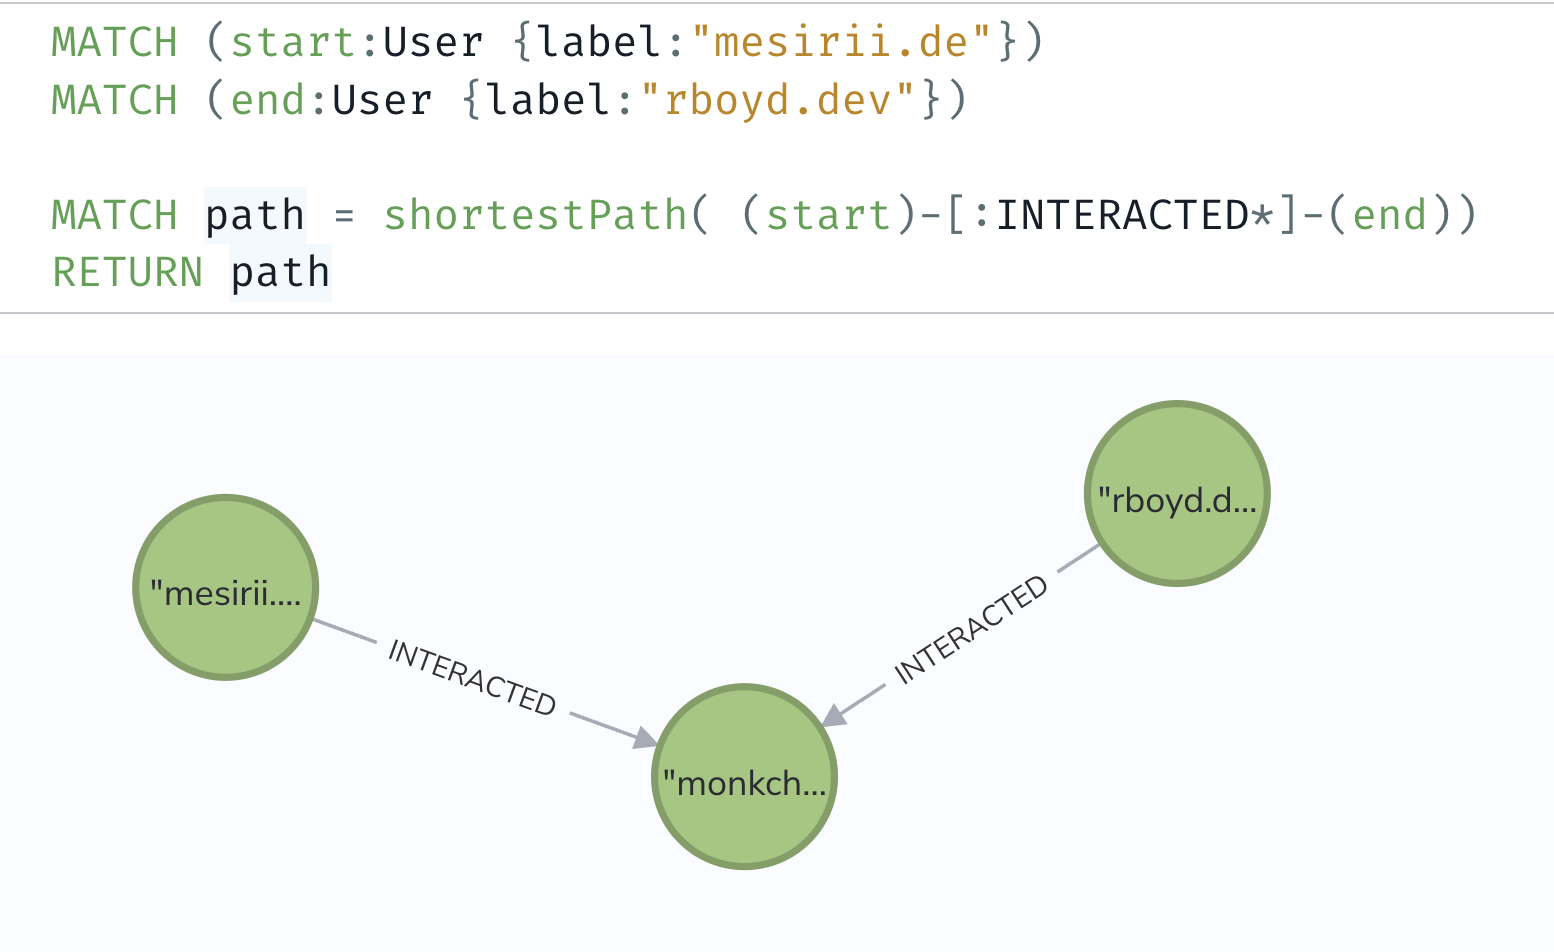 MATCH (start:User {label:"mesirii.de"})
MATCH (end:User {label:"rboyd.dev"})
MATCH path = shortestPath( (start)-[:INTERACTED*]-(end))
RETURN path
"rboyd.d...
"mesirii....
INTERACTED
INTERACTED
"monkch...